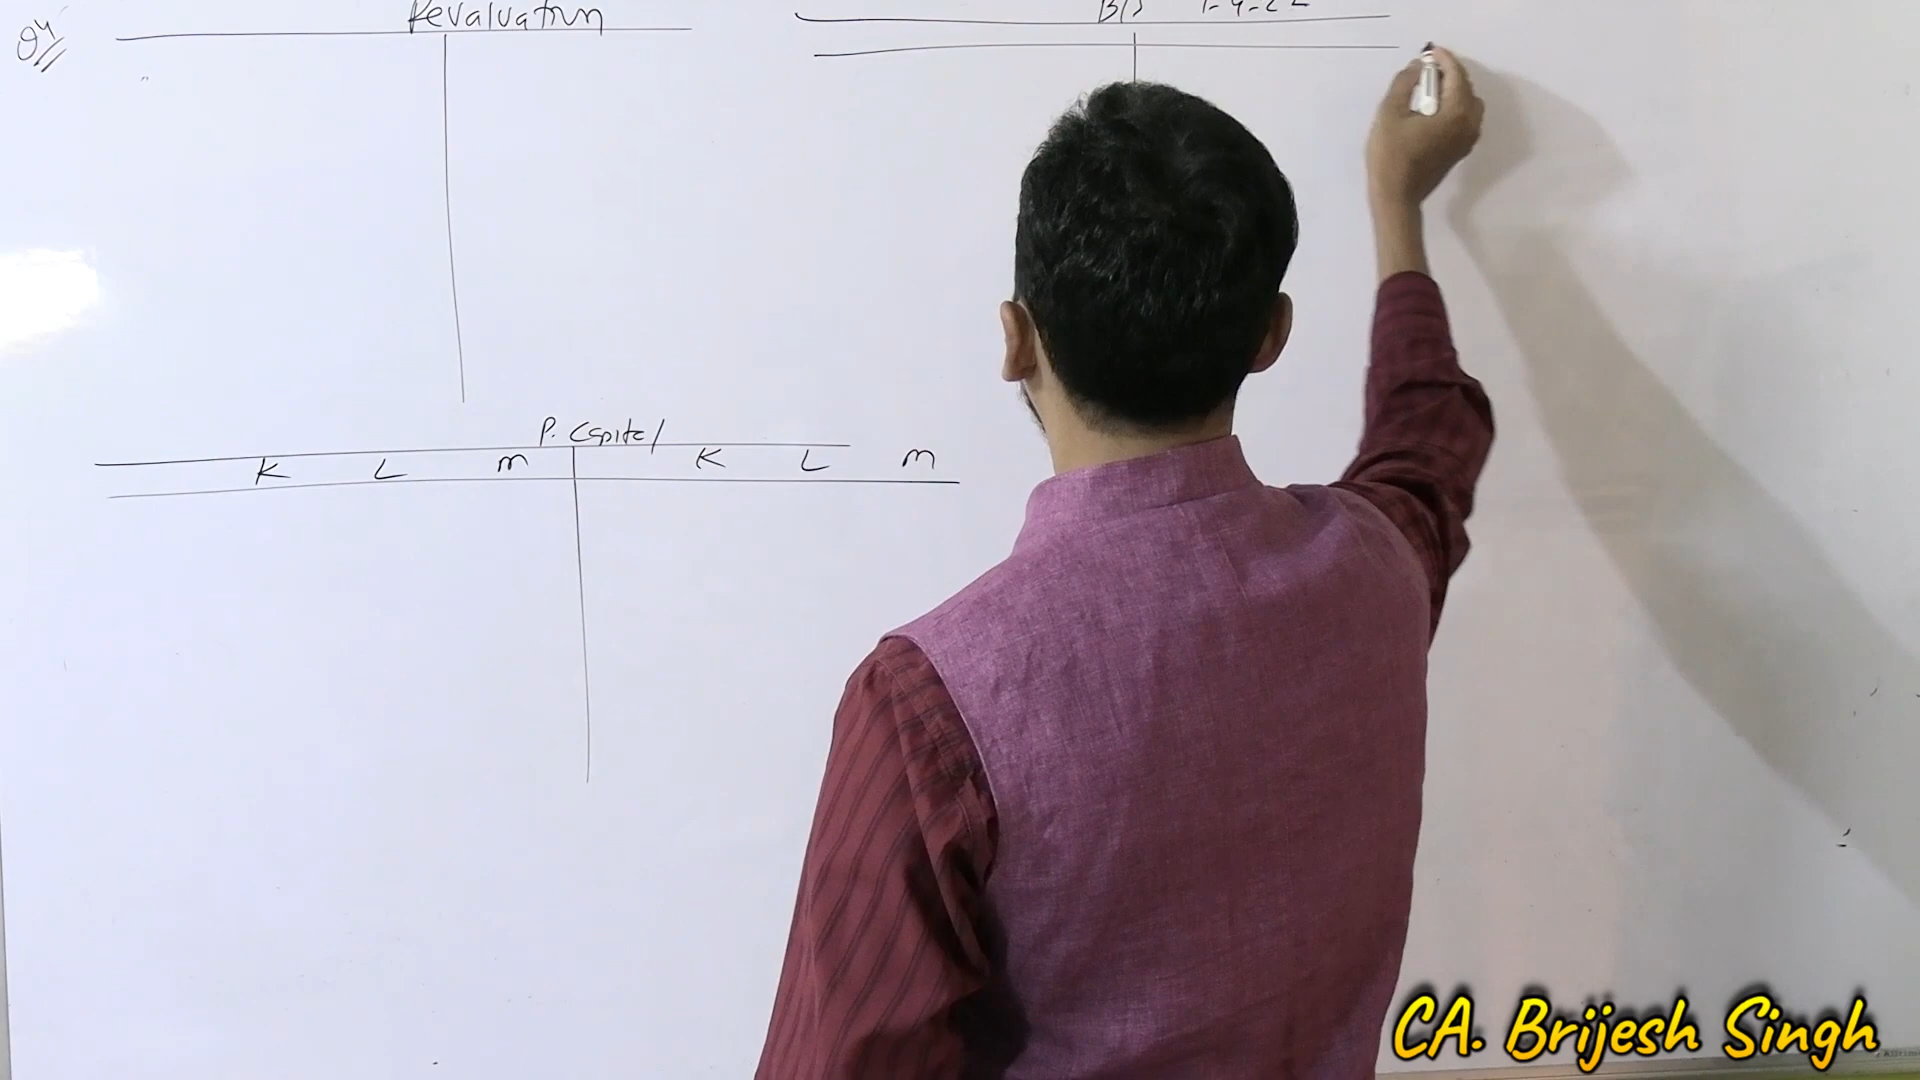 Q4
Revaluation
B/S 1-4-22
P. Capital
K L M K L M
CA. Brijesh Singh